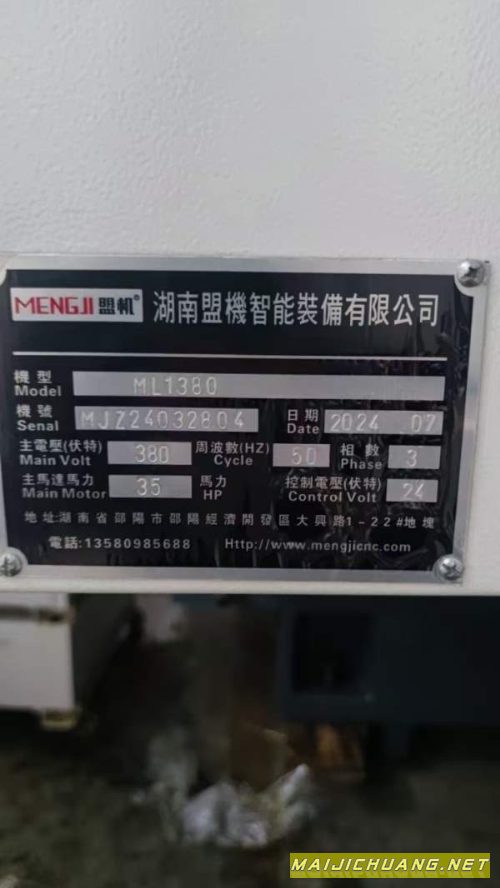 MENGJI 盟机® 湖南盟機智能裝備有限公司
機型 Model ML1380
機號 Senal MJZ24032804 日期 Date 2024 07
主電壓(伏特) Main Volt 380 周波數(HZ) Cycle 50 相數 Phase 3
主馬達馬力 Main Motor 35 馬力 HP 控制電壓(伏特) Control Volt 24
地址:湖南省邵陽市邵陽經濟開發區大興路1-22#地塊
電話:13580985688 Http://www.mengjicnc.com
MAIJICHUANG.NET